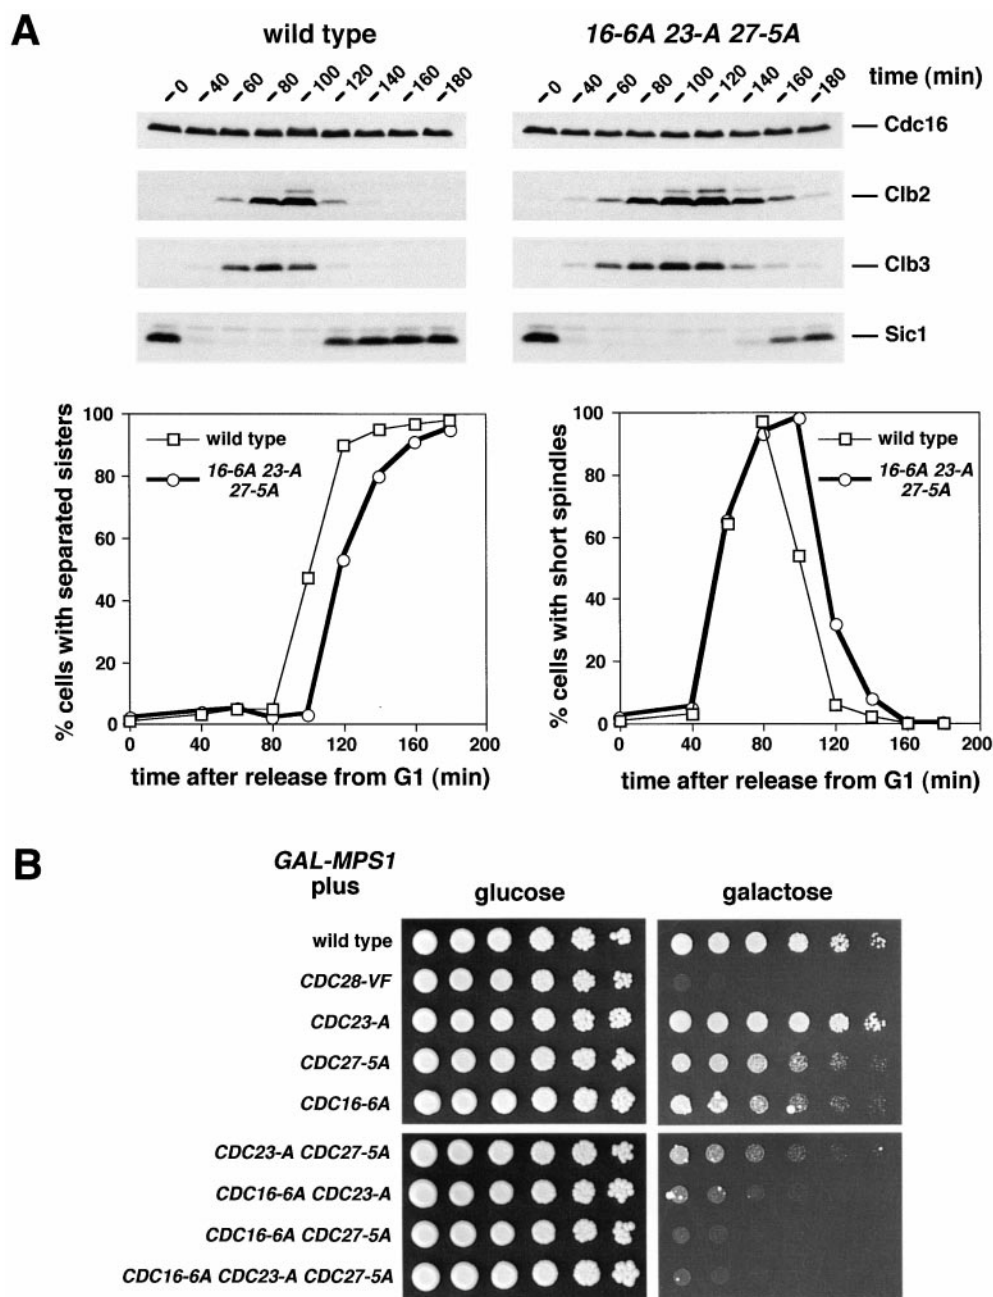 A
wild type
16-6A 23-A 27-5A
0 40 60 80 100 120 140 160 180
0 40 60 80 100 120 140 160 180
time (min)
Cdc16
Clb2
Clb3
Sic1
% cells with separated sisters
100
80
60
40
20
0
wild type
16-6A 23-A
27-5A
0 40 80 120 160 200
time after release from G1 (min)
% cells with short spindles
100
80
60
40
20
0
wild type
16-6A 23-A
27-5A
0 40 80 120 160 200
time after release from G1 (min)
B
GAL-MPS1
plus
glucose
galactose
wild type
CDC28-VF
CDC23-A
CDC27-5A
CDC16-6A
CDC23-A CDC27-5A
CDC16-6A CDC23-A
CDC16-6A CDC27-5A
CDC16-6A CDC23-A CDC27-5A